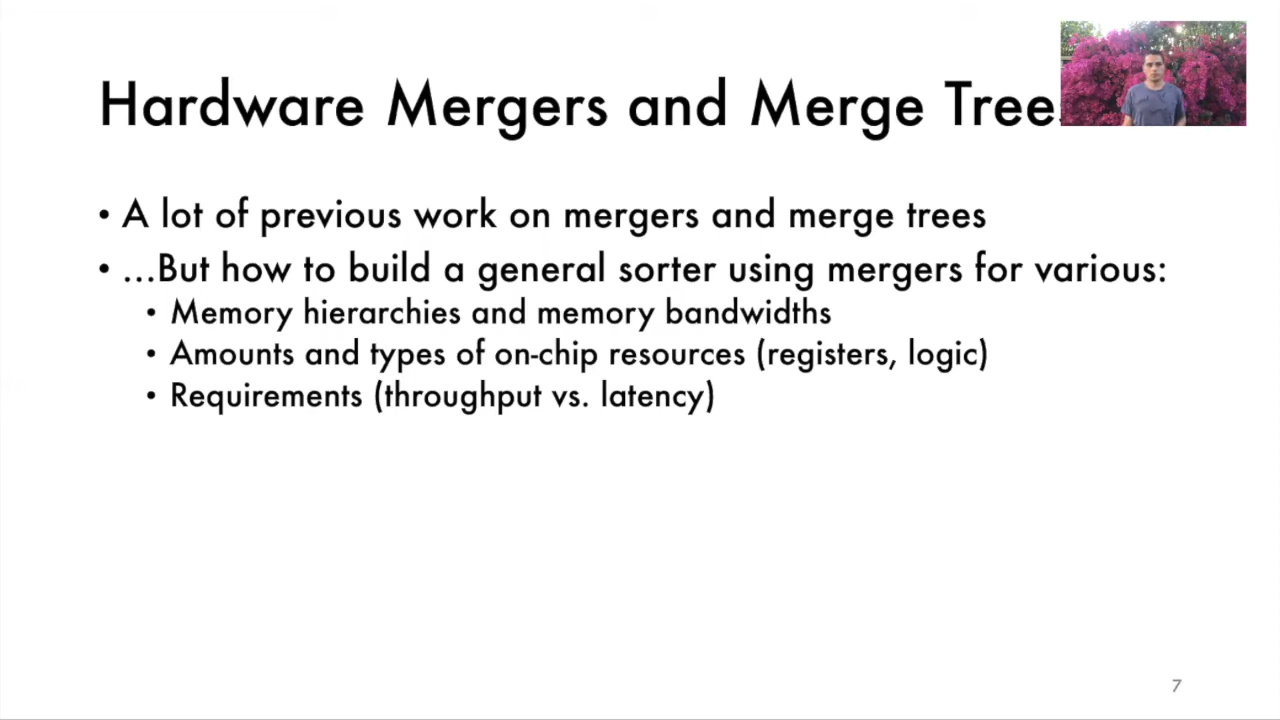 Hardware Mergers and Merge Tree
• A lot of previous work on mergers and merge trees
• ...But how to build a general sorter using mergers for various:
• Memory hierarchies and memory bandwidths
• Amounts and types of on-chip resources (registers, logic)
• Requirements (throughput vs. latency)
7